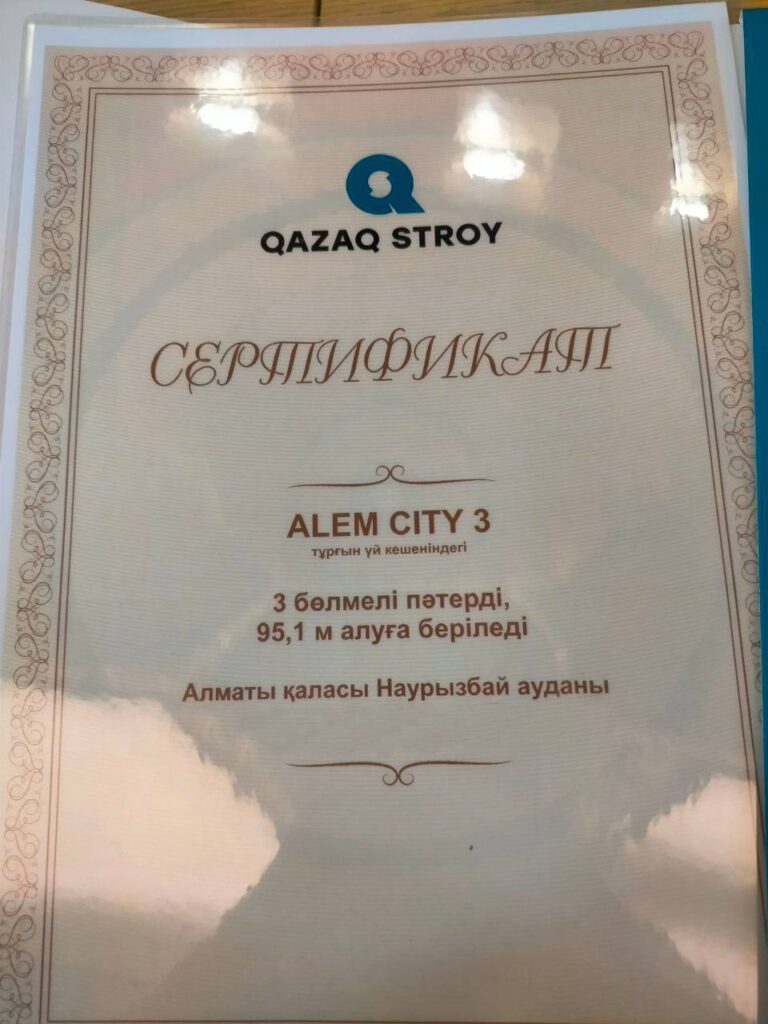 QAZAQ STROY
СЕРТИФИКАТ
ALEM CITY 3
тұрғын үй кешеніндегі
3 бөлмелі пәтерді,
95,1 м алуға беріледі
Алматы қаласы Наурызбай ауданы